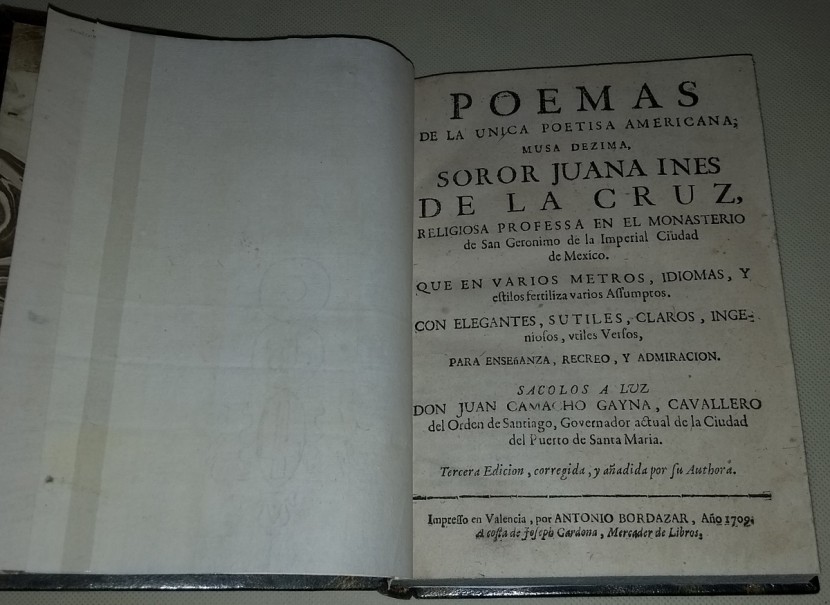 POEMAS
DE LA UNICA POETISA AMERICANA;
MUSA DEZIMA,
SOROR JUANA INES
DE LA CRUZ,
RELIGIOSA PROFESSA EN EL MONASTERIO
de San Geronimo de la Imperial Ciudad
de Mexico.
QUE EN VARIOS METROS, IDIOMAS, Y
eſtilos fertiliza varios Aſſumptos.
CON ELEGANTES, SUTILES, CLAROS, INGE-
nioſos, vtiles Verſos,
PARA ENSEñANZA, RECREO, Y ADMIRACION.
SACOLOS A LUZ
DON JUAN CAMACHO GAYNA, CAVALLERO
del Orden de Santiago, Governador actual de la Ciudad
del Puerto de Santa Maria.
Tercera Edicion, corregida, y añadida por ſu Authora.
Impreſſo en Valencia, por ANTONIO BORDAZAR, Año 1709.
A coſta de Joſeph Cardona, Mercader de Libros,